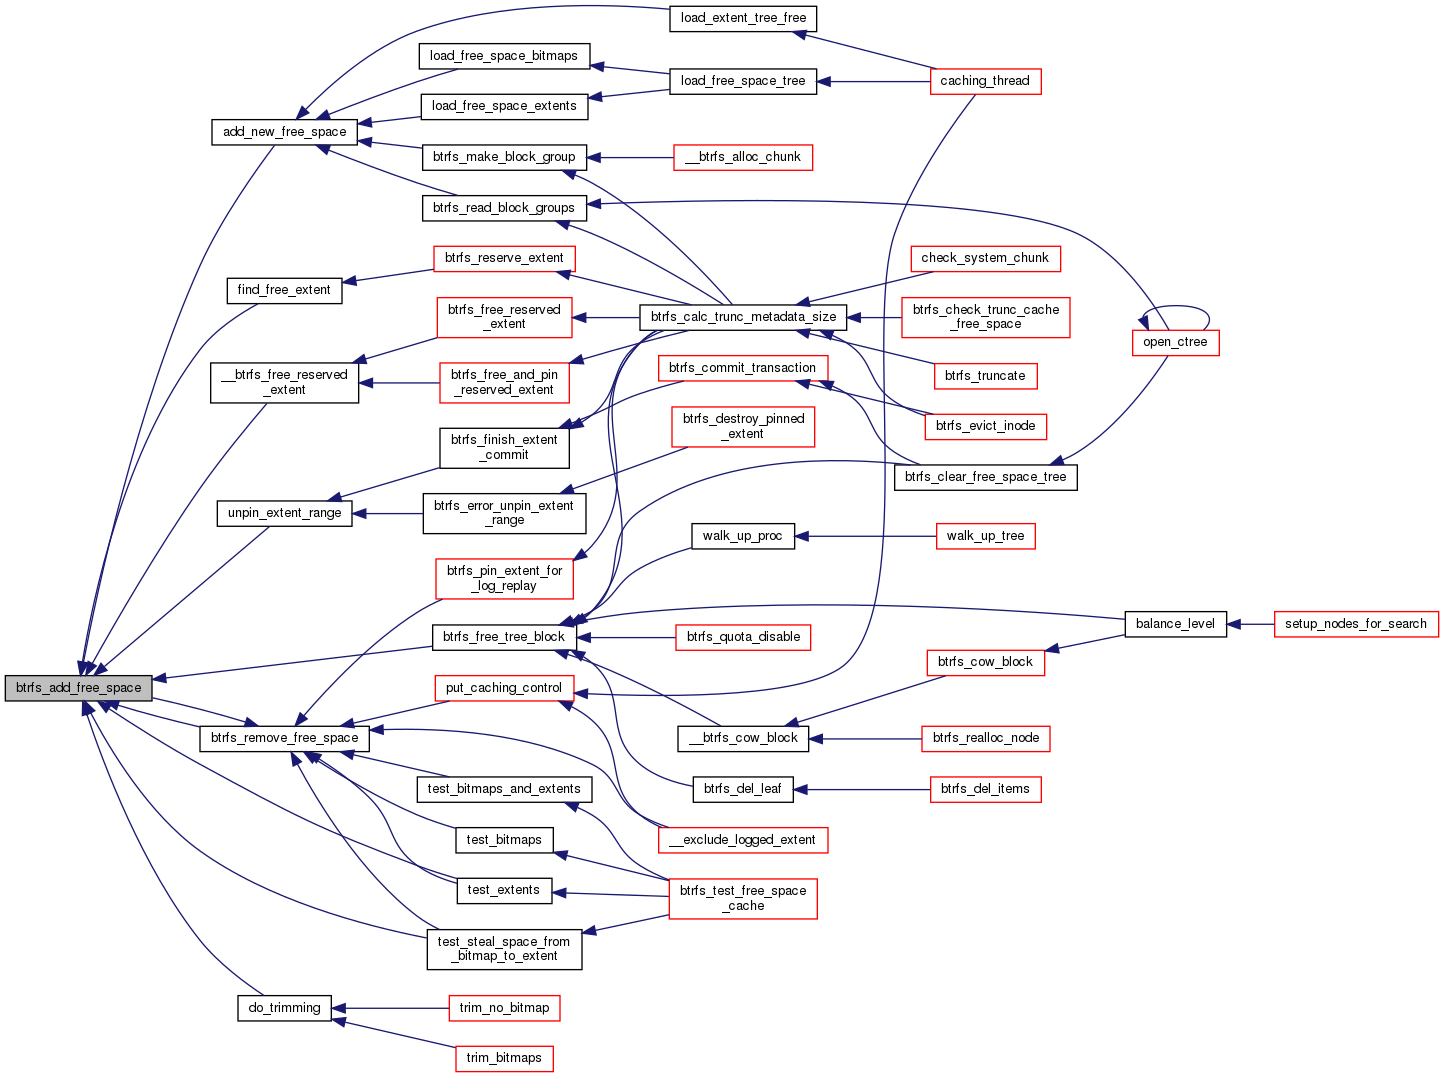 load_extent_tree_free
load_free_space_bitmaps
load_free_space_tree
caching_thread
load_free_space_extents
add_new_free_space
btrfs_make_block_group
__btrfs_alloc_chunk
btrfs_read_block_groups
btrfs_reserve_extent
check_system_chunk
find_free_extent
btrfs_free_reserved
_extent
btrfs_calc_trunc_metadata_size
btrfs_check_trunc_cache
_free_space
open_ctree
__btrfs_free_reserved
_extent
btrfs_free_and_pin
_reserved_extent
btrfs_commit_transaction
btrfs_truncate
btrfs_destroy_pinned
_extent
btrfs_evict_inode
btrfs_finish_extent
_commit
btrfs_clear_free_space_tree
unpin_extent_range
btrfs_error_unpin_extent
_range
walk_up_proc
walk_up_tree
btrfs_pin_extent_for
_log_replay
btrfs_free_tree_block
btrfs_quota_disable
balance_level
setup_nodes_for_search
btrfs_cow_block
btrfs_add_free_space
put_caching_control
btrfs_remove_free_space
__btrfs_cow_block
btrfs_realloc_node
test_bitmaps_and_extents
btrfs_del_leaf
btrfs_del_items
test_bitmaps
__exclude_logged_extent
test_extents
btrfs_test_free_space
_cache
test_steal_space_from
_bitmap_to_extent
do_trimming
trim_no_bitmap
trim_bitmaps